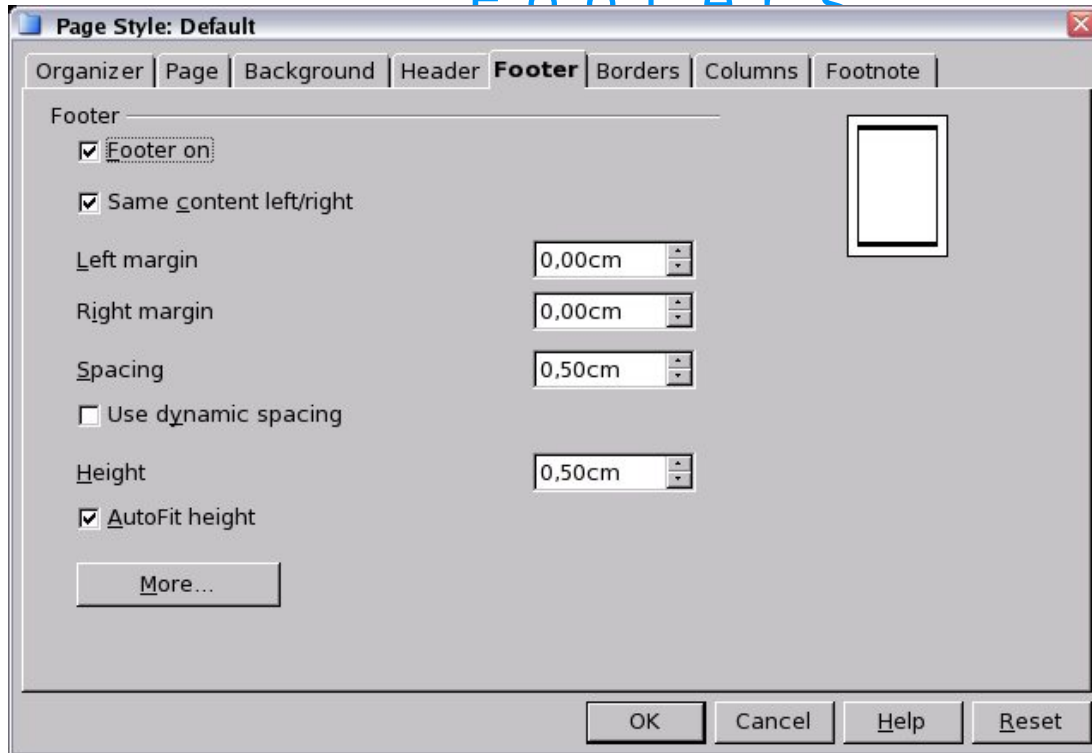 Page Style: Default
Organizer Page Background Header Footer Borders Columns Footnote
Footer
Footer on
Same content left/right
Left margin 0,00cm
Right margin 0,00cm
Spacing 0,50cm
Use dynamic spacing
Height 0,50cm
AutoFit height
More...
OK Cancel Help Reset